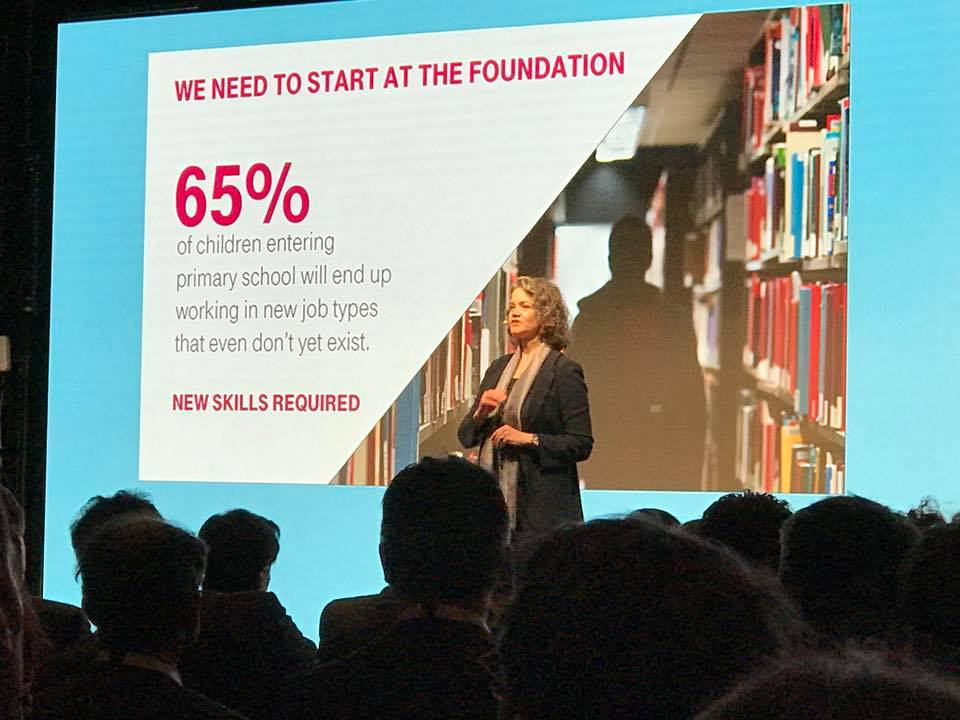 WE NEED TO START AT THE FOUNDATION
65%
of children entering
primary school will end up
working in new job types
that even don't yet exist.
NEW SKILLS REQUIRED